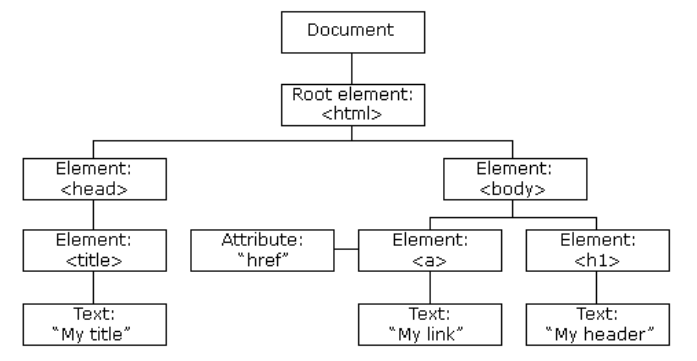 Document
Root element:
<html>
Element:
<head>
Element:
<body>
Element:
<title>
Attribute:
“href”
Element:
<a>
Element:
<h1>
Text:
“My title”
Text:
“My link”
Text:
“My header”